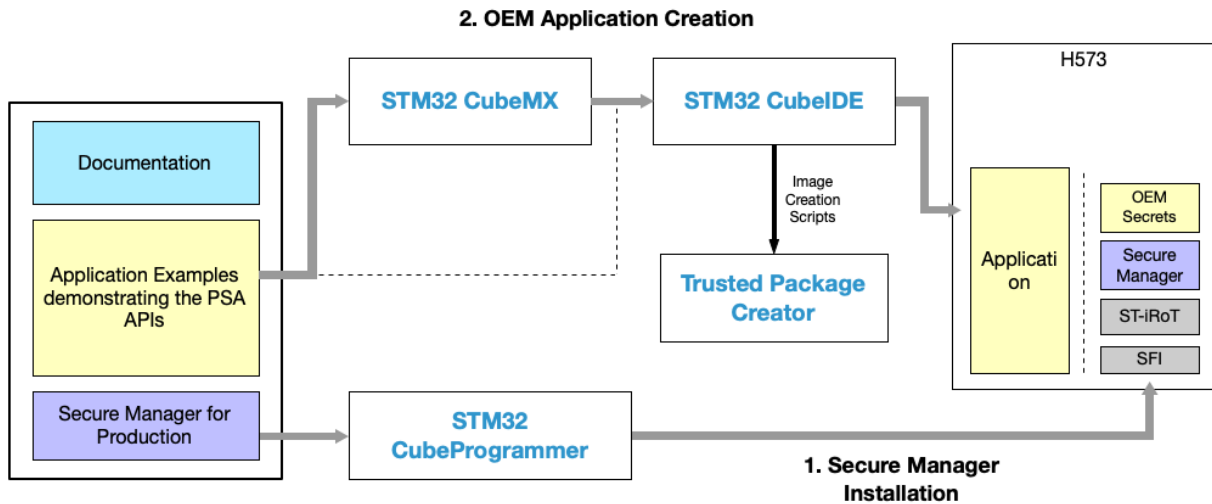 2. OEM Application Creation
H573
STM32 CubeMX
STM32 CubeIDE
Documentation
Image
Creation
Scripts
OEM
Secrets
Application Examples
demonstrating the PSA
APIs
Applicati
on
Secure
Manager
Trusted Package
Creator
ST-iRoT
SFI
Secure Manager for
Production
STM32
CubeProgrammer
1. Secure Manager
Installation